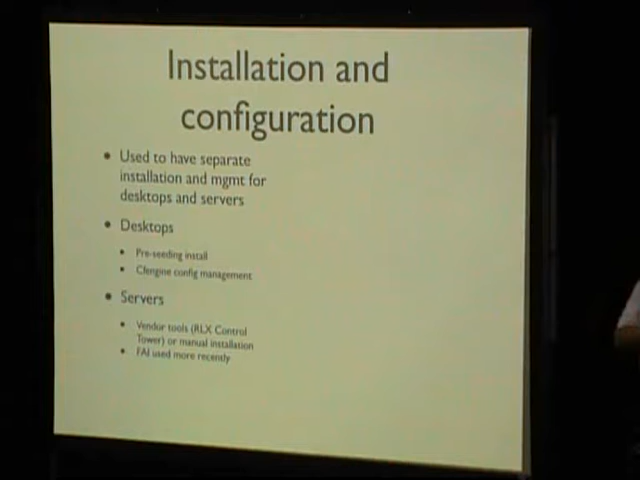 Installation and
configuration
• Used to have separate
installation and mgmt for
desktops and servers
• Desktops
• Pre-seeding install
• Cfengine config management
• Servers
• Vendor tools (RLX Control
Tower) or manual installation
• FAI used more recently